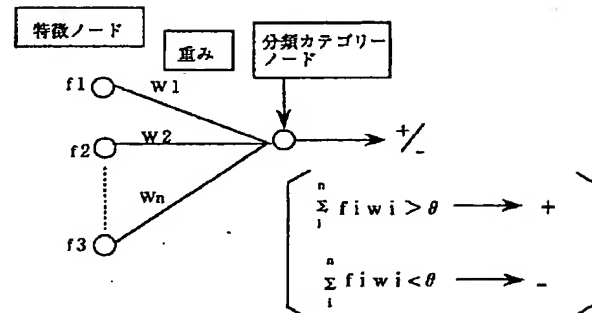 特徴ノード
重み
分類カテゴリー
ノード
f1
W1
f2
W2
Wn
f3
+/-
n
Σ fiwi>θ → +
i
n
Σ fiwi<θ → -
i